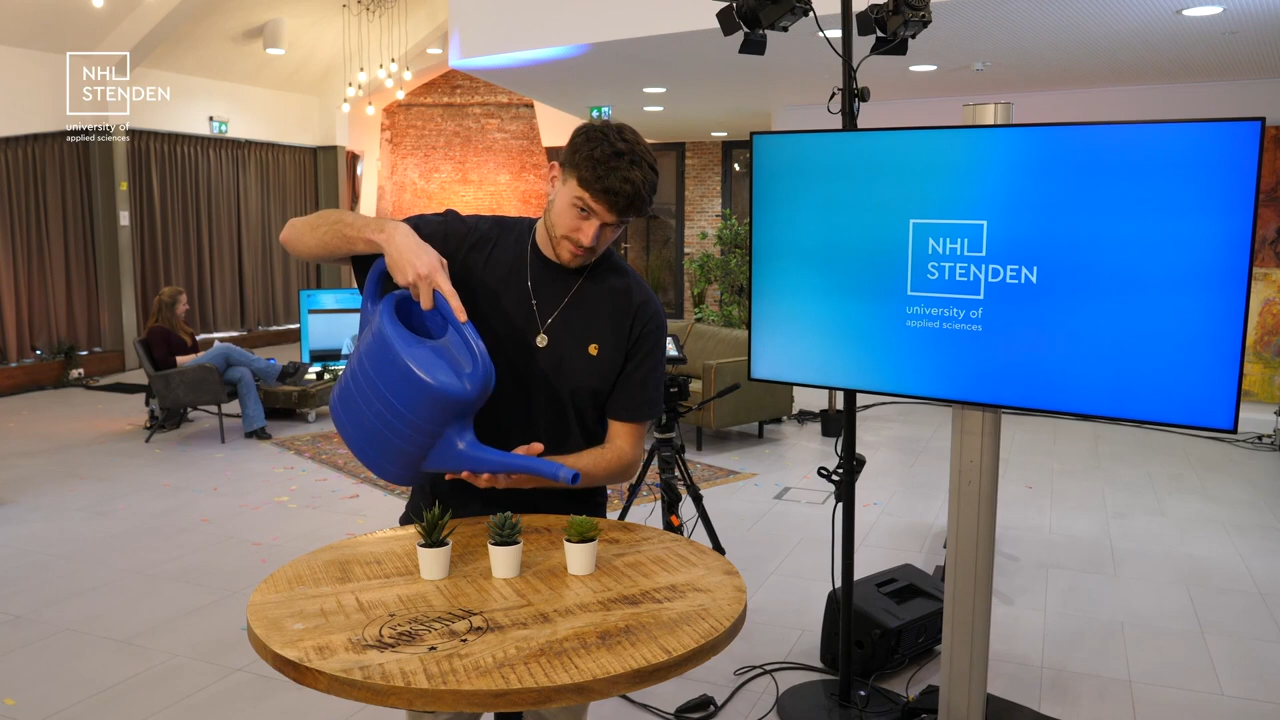 NHL
STENDEN
university of
applied sciences
NHL
STENDEN
university of
applied sciences